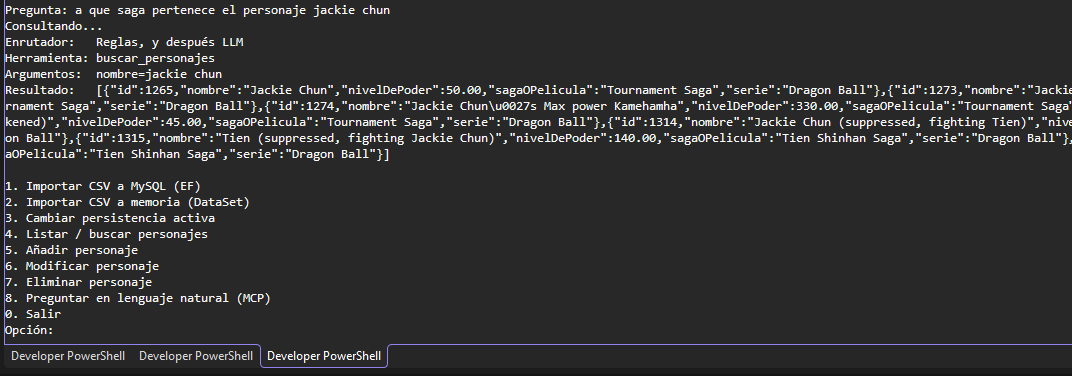 Pregunta: a que saga pertenece el personaje jackie chun
Consultando...
Enrutador:   Reglas, y después LLM
Herramienta: buscar_personajes
Argumentos:  nombre=jackie chun
Resultado:   [{"id":1265,"nombre":"Jackie Chun","nivelDePoder":50.00,"sagaOPelicula":"Tournament Saga","serie":"Dragon Ball"},{"id":1273,"nombre":"Jackie
rnament Saga","serie":"Dragon Ball"},{"id":1274,"nombre":"Jackie Chun\u0027s Max power Kamehamha","nivelDePoder":330.00,"sagaOPelicula":"Tournament Saga"
kened)","nivelDePoder":45.00,"sagaOPelicula":"Tournament Saga","serie":"Dragon Ball"},{"id":1314,"nombre":"Jackie Chun (suppressed, fighting Tien)","nive
on Ball"},{"id":1315,"nombre":"Tien (suppressed, fighting Jackie Chun)","nivelDePoder":140.00,"sagaOPelicula":"Tien Shinhan Saga","serie":"Dragon Ball"},
aOPelicula":"Tien Shinhan Saga","serie":"Dragon Ball"}]
1. Importar CSV a MySQL (EF)
2. Importar CSV a memoria (DataSet)
3. Cambiar persistencia activa
4. Listar / buscar personajes
5. Añadir personaje
6. Modificar personaje
7. Eliminar personaje
8. Preguntar en lenguaje natural (MCP)
0. Salir
Opción:
Developer PowerShell Developer PowerShell Developer PowerShell